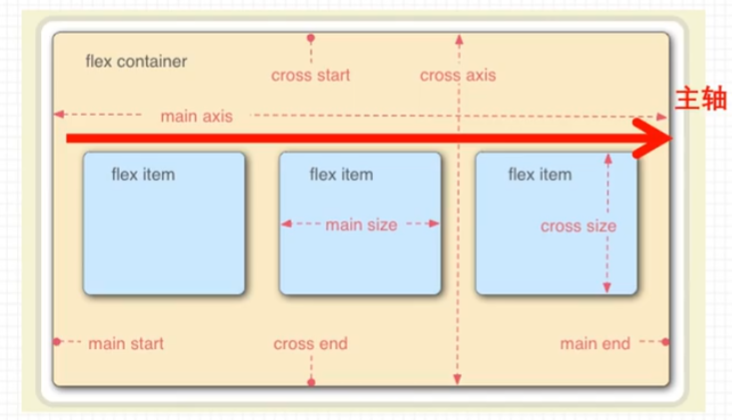 flex container
cross start
cross axis
主轴
main axis
flex item
flex item
flex item
main size
cross size
main start
cross end
main end